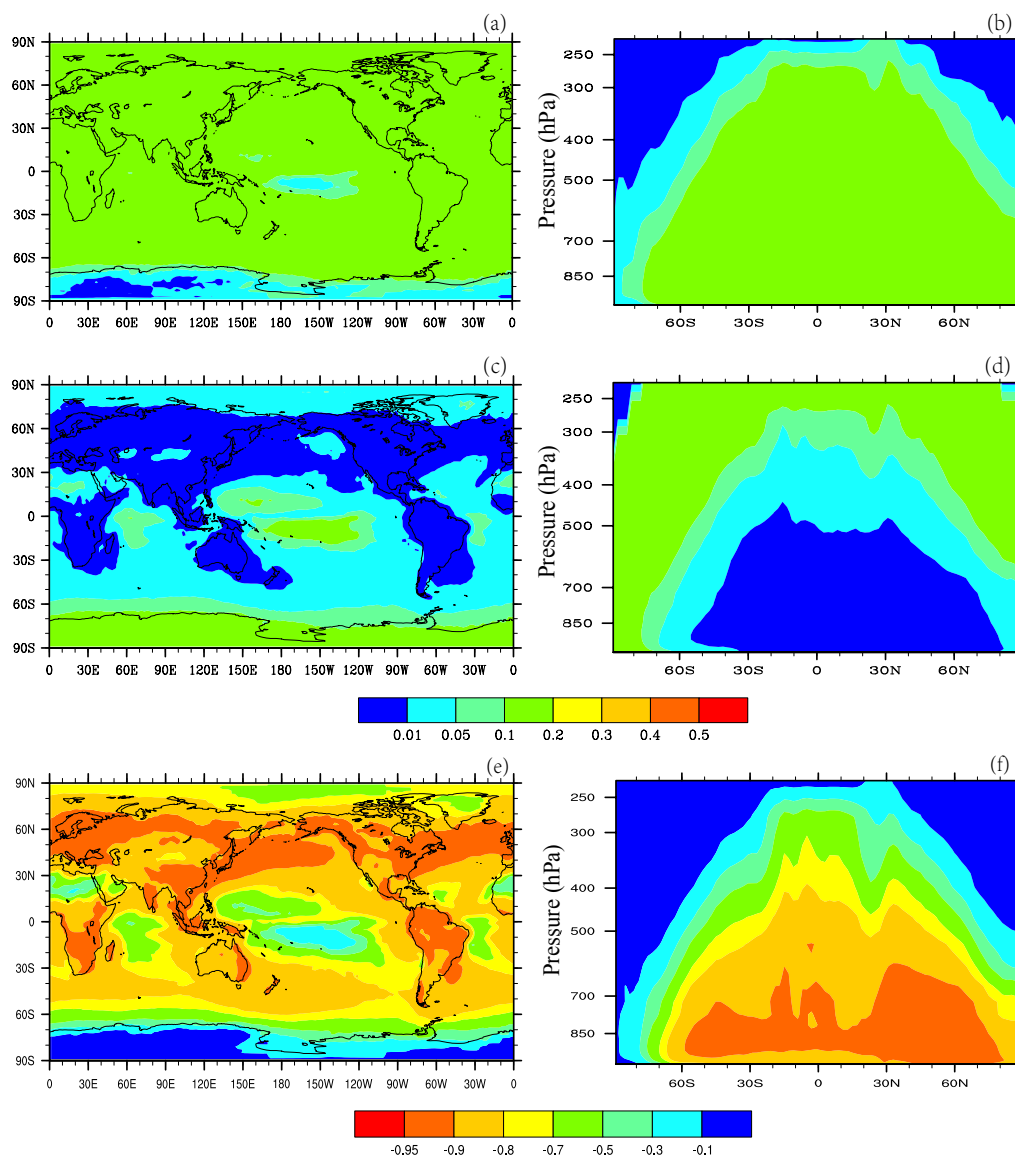 (a)
90N
60N
30N
0
30S
60S
90S
0 30E 60E 90E 120E 150E 180 150W 120W 90W 60W 30W 0
(b)
Pressure (hPa)
250
300
400
500
700
850
60S 30S 0 30N 60N
(c)
90N
60N
30N
0
30S
60S
90S
0 30E 60E 90E 120E 150E 180 150W 120W 90W 60W 30W 0
(d)
Pressure (hPa)
250
300
400
500
700
850
60S 30S 0 30N 60N
0.01 0.05 0.1 0.2 0.3 0.4 0.5
(e)
90N
60N
30N
0
30S
60S
90S
0 30E 60E 90E 120E 150E 180 150W 120W 90W 60W 30W 0
(f)
Pressure (hPa)
250
300
400
500
700
850
60S 30S 0 30N 60N
-0.95 -0.9 -0.8 -0.7 -0.5 -0.3 -0.1